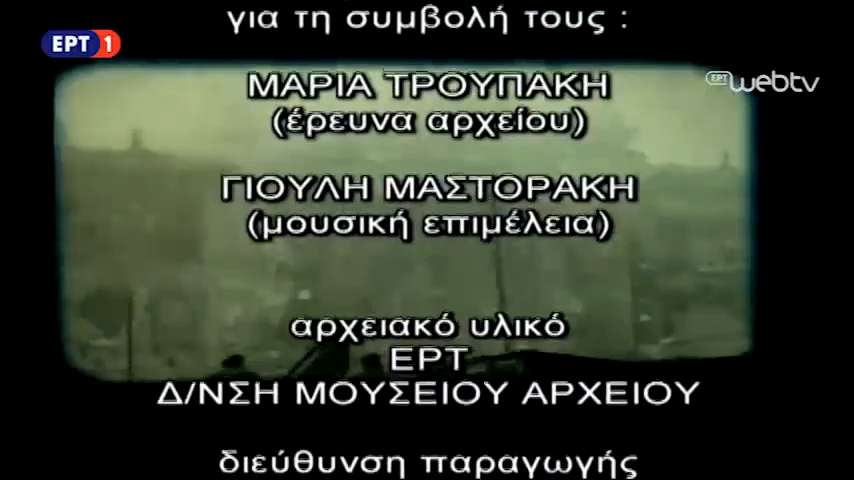 για τη συμβολή τους :
ΕΡΤ 1
ΕΡΤ webtv
ΜΑΡΙΑ ΤΡΟΥΠΑΚΗ
(έρευνα αρχείου)
ΓΙΟΥΛΗ ΜΑΣΤΟΡΑΚΗ
(μουσική επιμέλεια)
αρχειακό υλικό
ΕΡΤ
Δ/ΝΣΗ ΜΟΥΣΕΙΟΥ ΑΡΧΕΙΟΥ
διεύθυνση παραγωγής